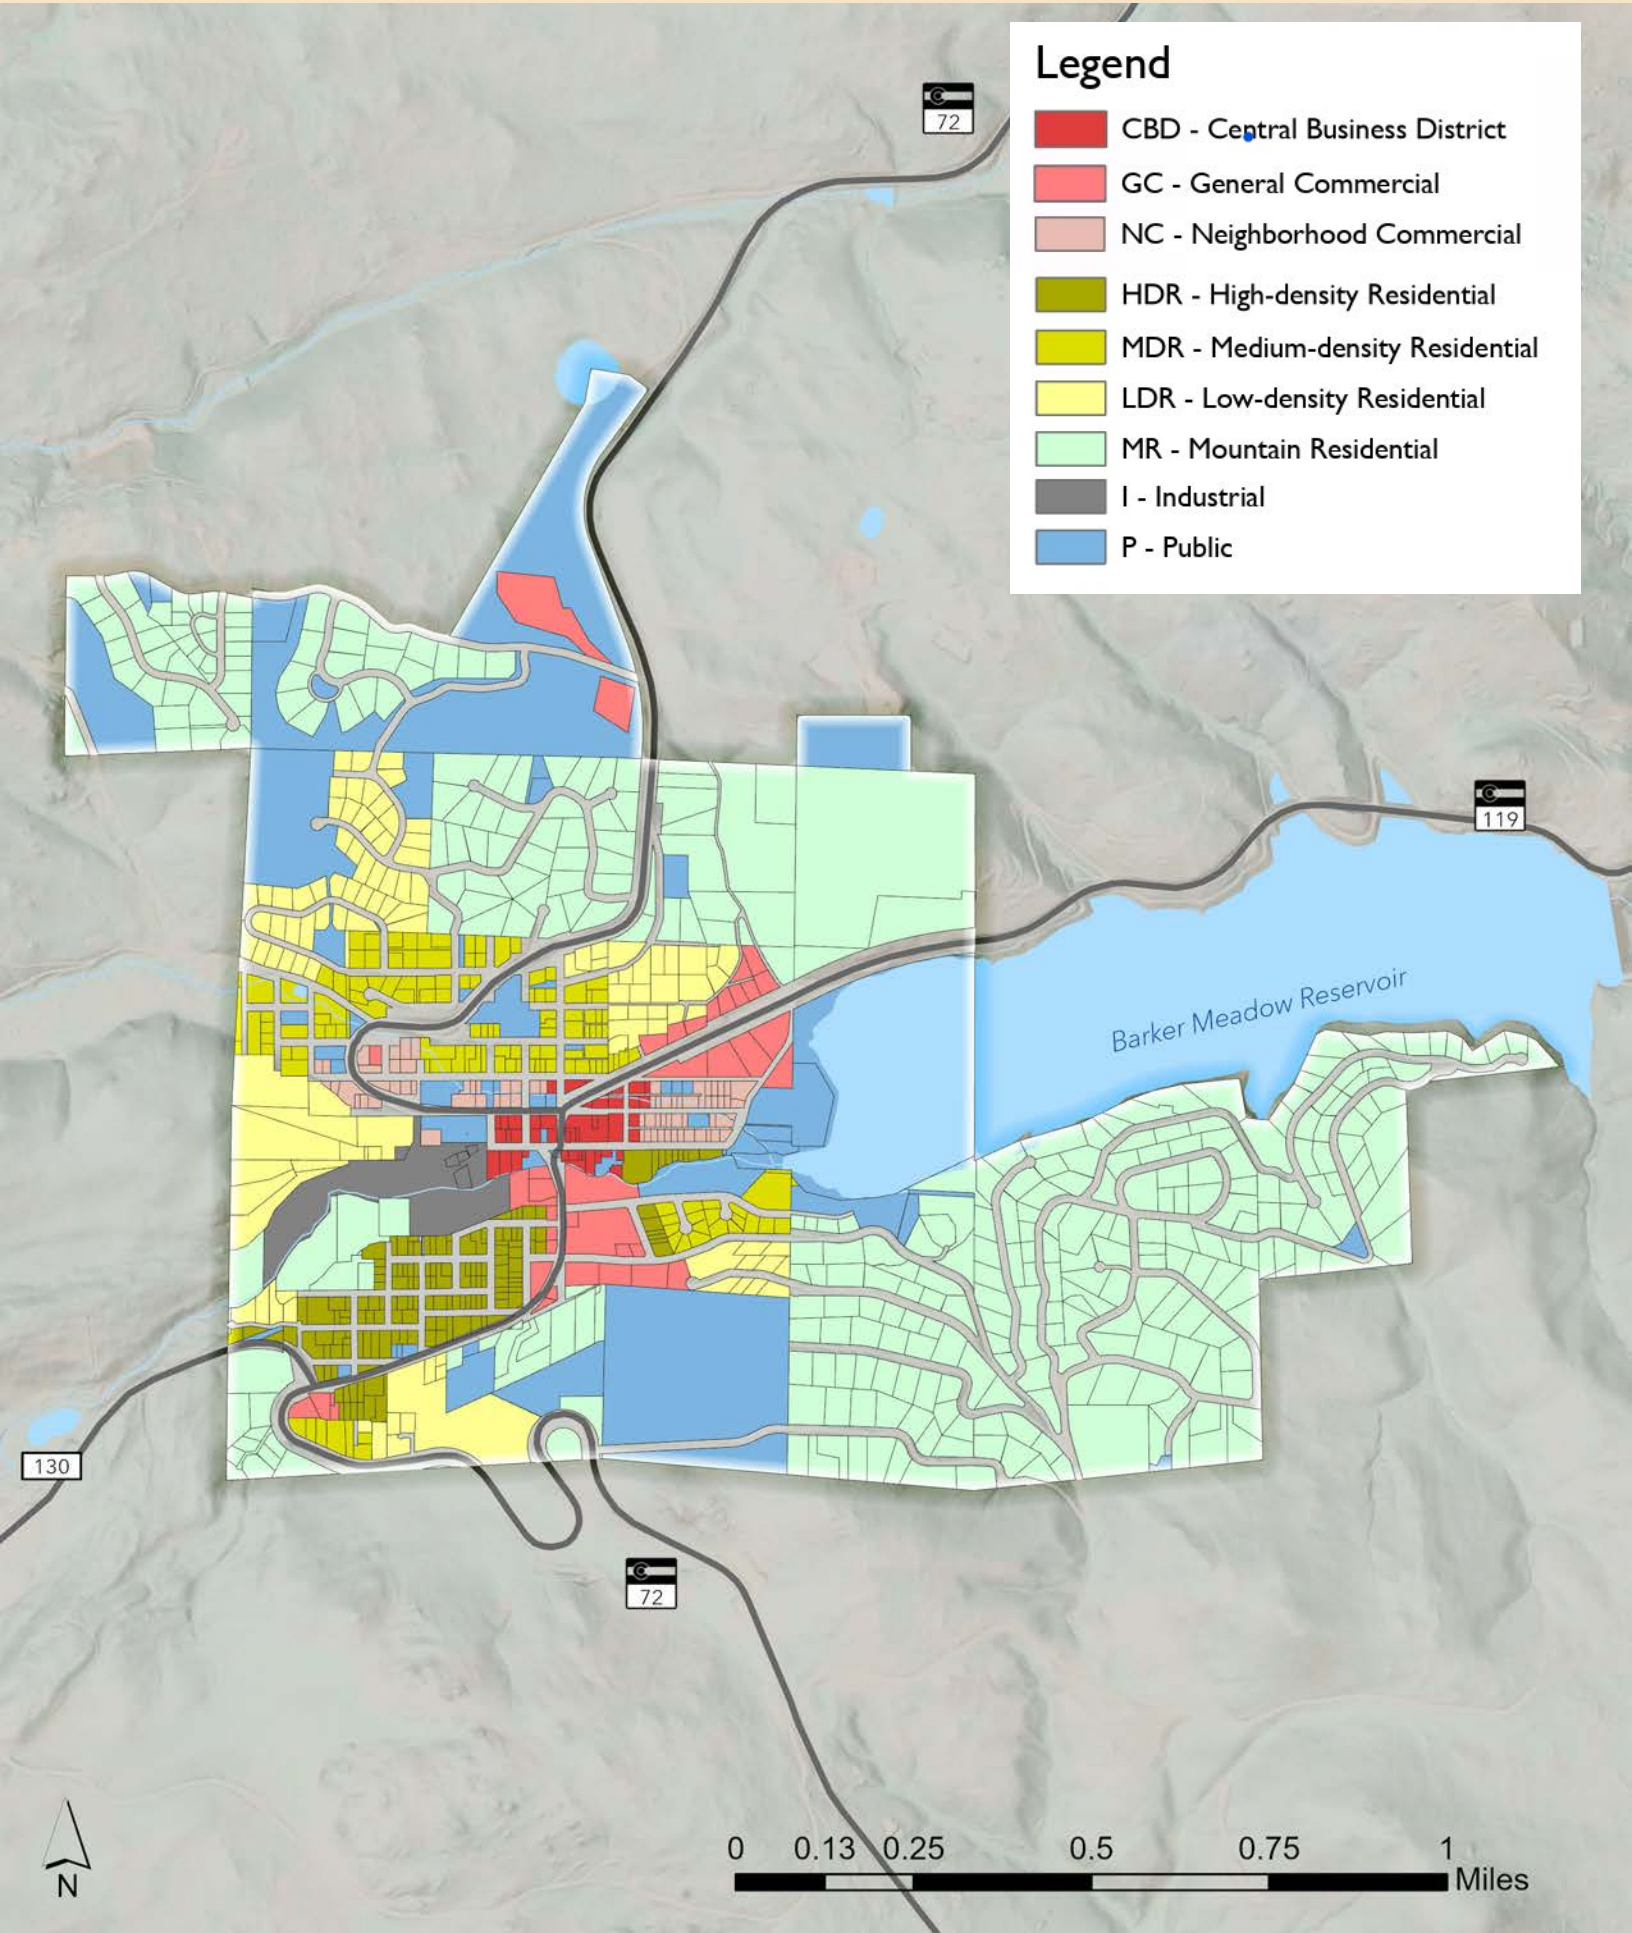 Legend
CBD - Central Business District
GC - General Commercial
NC - Neighborhood Commercial
HDR - High-density Residential
MDR - Medium-density Residential
LDR - Low-density Residential
MR - Mountain Residential
I - Industrial
P - Public
72
119
Barker Meadow Reservoir
130
72
0 0.13 0.25 0.5 0.75 1
Miles
N